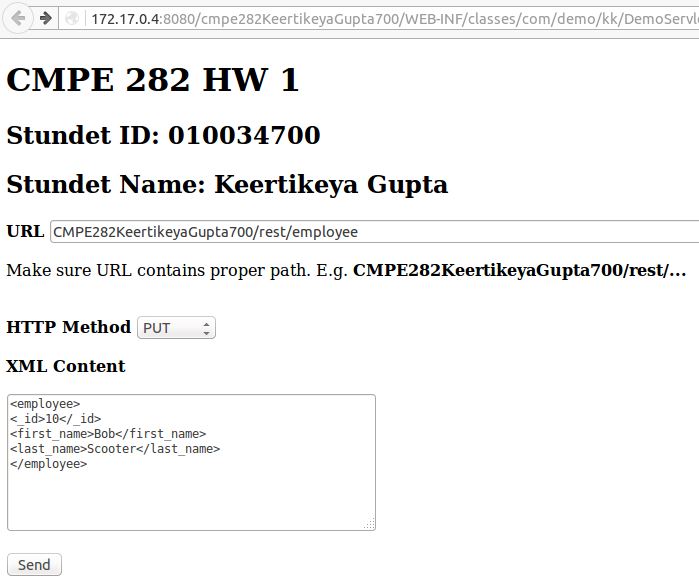 172.17.0.4:8080/cmpe282KeertikeyaGupta700/WEB-INF/classes/com/demo/kk/DemoServl
CMPE 282 HW 1
Stundet ID: 010034700
Stundet Name: Keertikeya Gupta
URL CMPE282KeertikeyaGupta700/rest/employee
Make sure URL contains proper path. E.g. CMPE282KeertikeyaGupta700/rest/...
HTTP Method PUT
XML Content
<employee>
<_id>10</_id>
<first_name>Bob</first_name>
<last_name>Scooter</last_name>
</employee>
Send